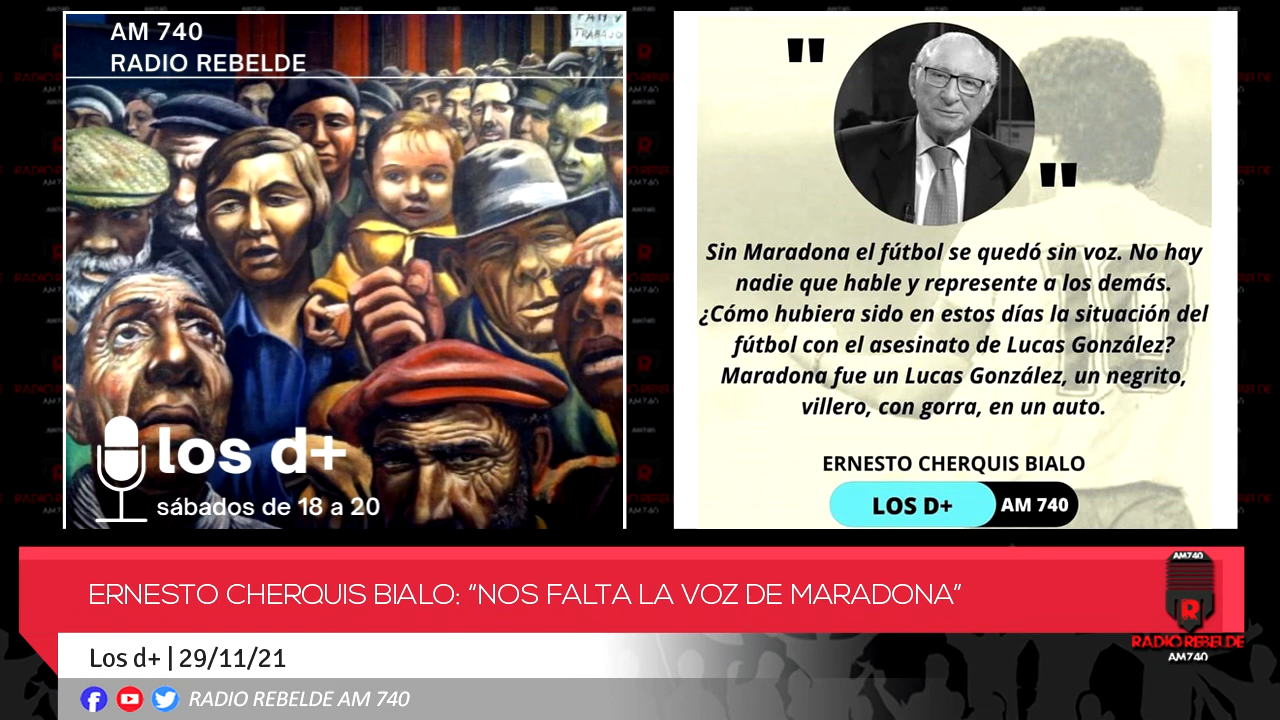 AM 740
RADIO REBELDE
PAN Y
TRABAJO
los d+
sábados de 18 a 20
" "
Sin Maradona el fútbol se quedó sin voz. No hay
nadie que hable y represente a los demás.
¿Cómo hubiera sido en estos días la situación del
fútbol con el asesinato de Lucas González?
Maradona fue un Lucas González, un negrito,
villero, con gorra, en un auto.
10
ERNESTO CHERQUIS BIALO
LOS D+ AM 740
ERNESTO CHERQUIS BIALO: “NOS FALTA LA VOZ DE MARADONA”
AM740
R
RADIO REBELDE
AM740
Los d+ | 29/11/21
RADIO REBELDE AM 740